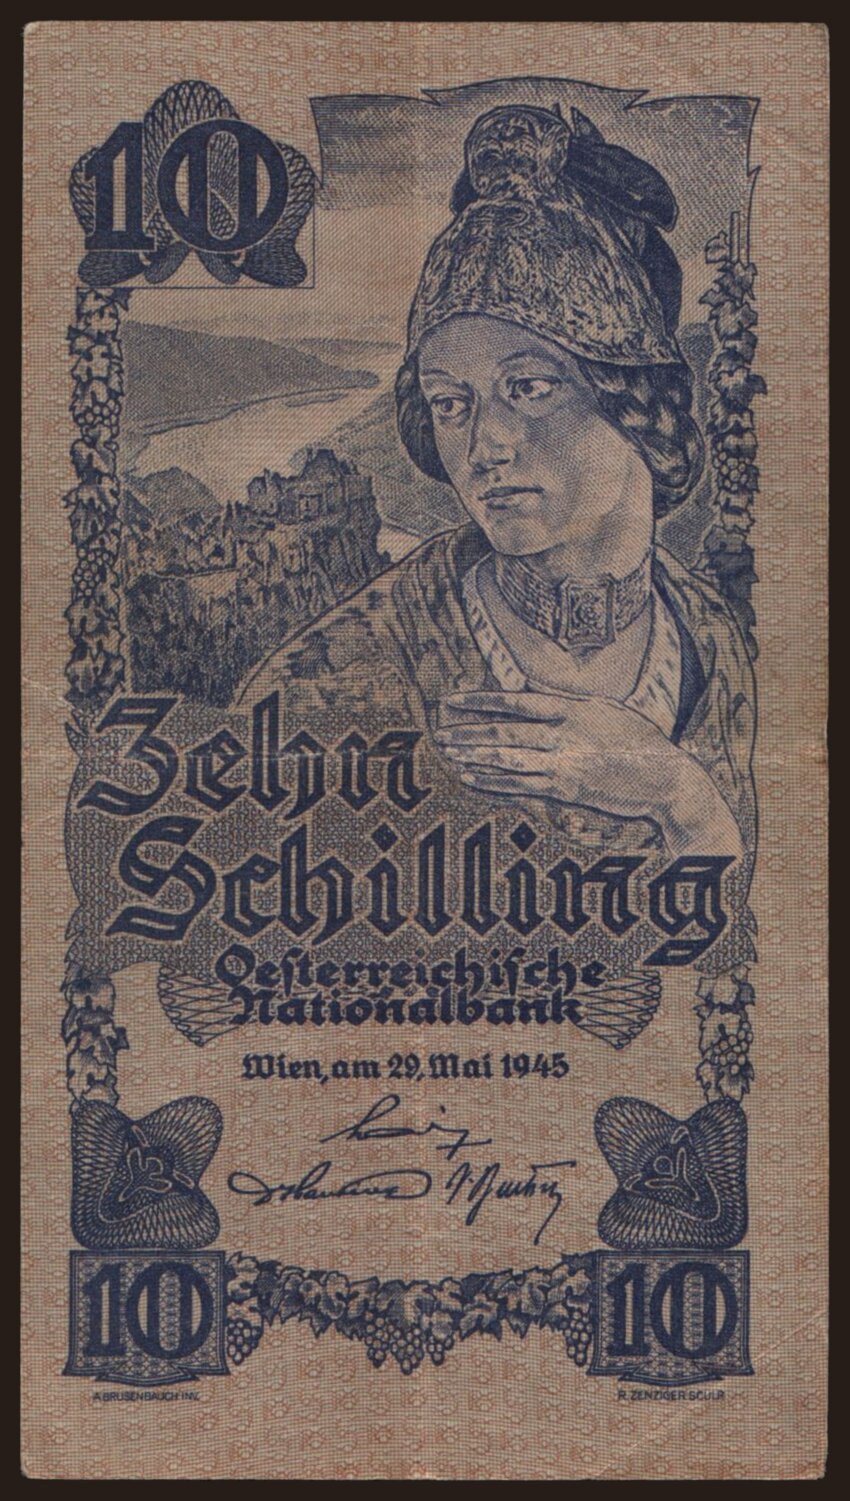 10
Zehn
Schilling
Oesterreichische
Nationalbank
Wien, am 29. Mai 1945
10 10
A BRUSENBAUCH INV. R. ZENZIGER SCULP.